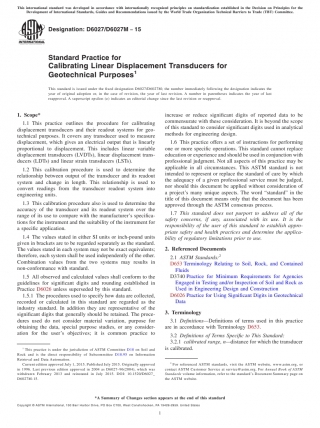 This international standard was developed in accordance with internationally recognized principles on standardization established in the Decision on Principles for the
Development of International Standards, Guides and Recommendations issued by the World Trade Organization Technical Barriers to Trade (TBT) Committee.
Designation: D6027/D6027M − 15
Standard Practice for
Calibrating Linear Displacement Transducers for
Geotechnical Purposes¹
This standard is issued under the fixed designation D6027/D6027M; the number immediately following the designation indicates the
year of original adoption or, in the case of revision, the year of last revision. A number in parentheses indicates the year of last
reapproval. A superscript epsilon (ε) indicates an editorial change since the last revision or reapproval.
1. Scope*
1.1 This practice outlines the procedure for calibrating
displacement transducers and their readout systems for geo-
technical purposes. It covers any transducer used to measure
displacement, which gives an electrical output that is linearly
proportional to displacement. This includes linear variable
displacement transducers (LVDTs), linear displacement trans-
ducers (LDTs) and linear strain transducers (LSTs).
1.2 This calibration procedure is used to determine the
relationship between output of the transducer and its readout
system and change in length. This relationship is used to
convert readings from the transducer readout system into
engineering units.
1.3 This calibration procedure also is used to determine the
accuracy of the transducer and its readout system over the
range of its use to compare with the manufacturer's specifica-
tions for the instrument and the suitability of the instrument for
a specific application.
1.4 The values stated in either SI units or inch-pound units
given in brackets are to be regarded separately as the standard.
The values stated in each system may not be exact equivalents;
therefore, each system shall be used independently of the other.
Combination values from the two systems may results in
non-conformance with standard.
1.5 All observed and calculated values shall conform to the
guidelines for significant digits and rounding established in
Practice D6026 unless superseded by this standard.
1.5.1 The procedures used to specify how data are collected,
recorded or calculated in this standard are regarded as the
industry standard. In addition they are representative of the
significant digits that generally should be retained. The proce-
dures used do not consider material variation, purpose for
obtaining the data, special purpose studies, or any consider-
ation for the user's objectives; it is common practice to
increase or reduce significant digits of reported data to be
commensurate with these considerations. It is beyond the scope
of this standard to consider significant digits used in analytical
methods for engineering design.
1.6 This practice offers a set of instructions for performing
one or more specific operations. This standard cannot replace
education or experience and should be used in conjunction with
professional judgment. Not all aspects of this practice may be
applicable in all circumstances. This ASTM standard is not
intended to represent or replace the standard of care by which
the adequacy of a given professional service must be judged,
nor should this document be applied without consideration of
a project's many unique aspects. The word "standard" in the
title of this document means only that the document has been
approved through the ASTM consensus process.
1.7 This standard does not purport to address all of the
safety concerns, if any, associated with its use. It is the
responsibility of the user of this standard to establish appro-
priate safety and health practices and determine the applica-
bility of regulatory limitations prior to use.
2. Referenced Documents
2.1 ASTM Standards:²
D653 Terminology Relating to Soil, Rock, and Contained
Fluids
D3740 Practice for Minimum Requirements for Agencies
Engaged in Testing and/or Inspection of Soil and Rock as
Used in Engineering Design and Construction
D6026 Practice for Using Significant Digits in Geotechnical
Data
3. Terminology
3.1 Definitions—Definitions of terms used in this practice
are in accordance with Terminology D653.
3.2 Definitions of Terms Specific to This Standard:
3.2.1 calibrated range, n—distance for which the transducer
is calibrated.
¹ This practice is under the jurisdiction of ASTM Committee D18 on Soil and
Rock and is the direct responsibility of Subcommittee D18.95 on Information
Retrieval and Data Automation.
Current edition approved July 1, 2015. Published July 2015. Originally approved
in 1996. Last previous edition approved in 2004 as D6027–96(2004), which was
withdrawn February 2013 and reinstated in July 2015. DOI: 10.1520/D6027_
D6027M-15.
² For referenced ASTM standards, visit the ASTM website, www.astm.org, or
contact ASTM Customer Service at service@astm.org. For Annual Book of ASTM
Standards volume information, refer to the standard's Document Summary page on
the ASTM website.
*A Summary of Changes section appears at the end of this standard
Copyright © ASTM International, 100 Barr Harbor Drive, PO Box C700, West Conshohocken, PA 19428-2959. United States
1